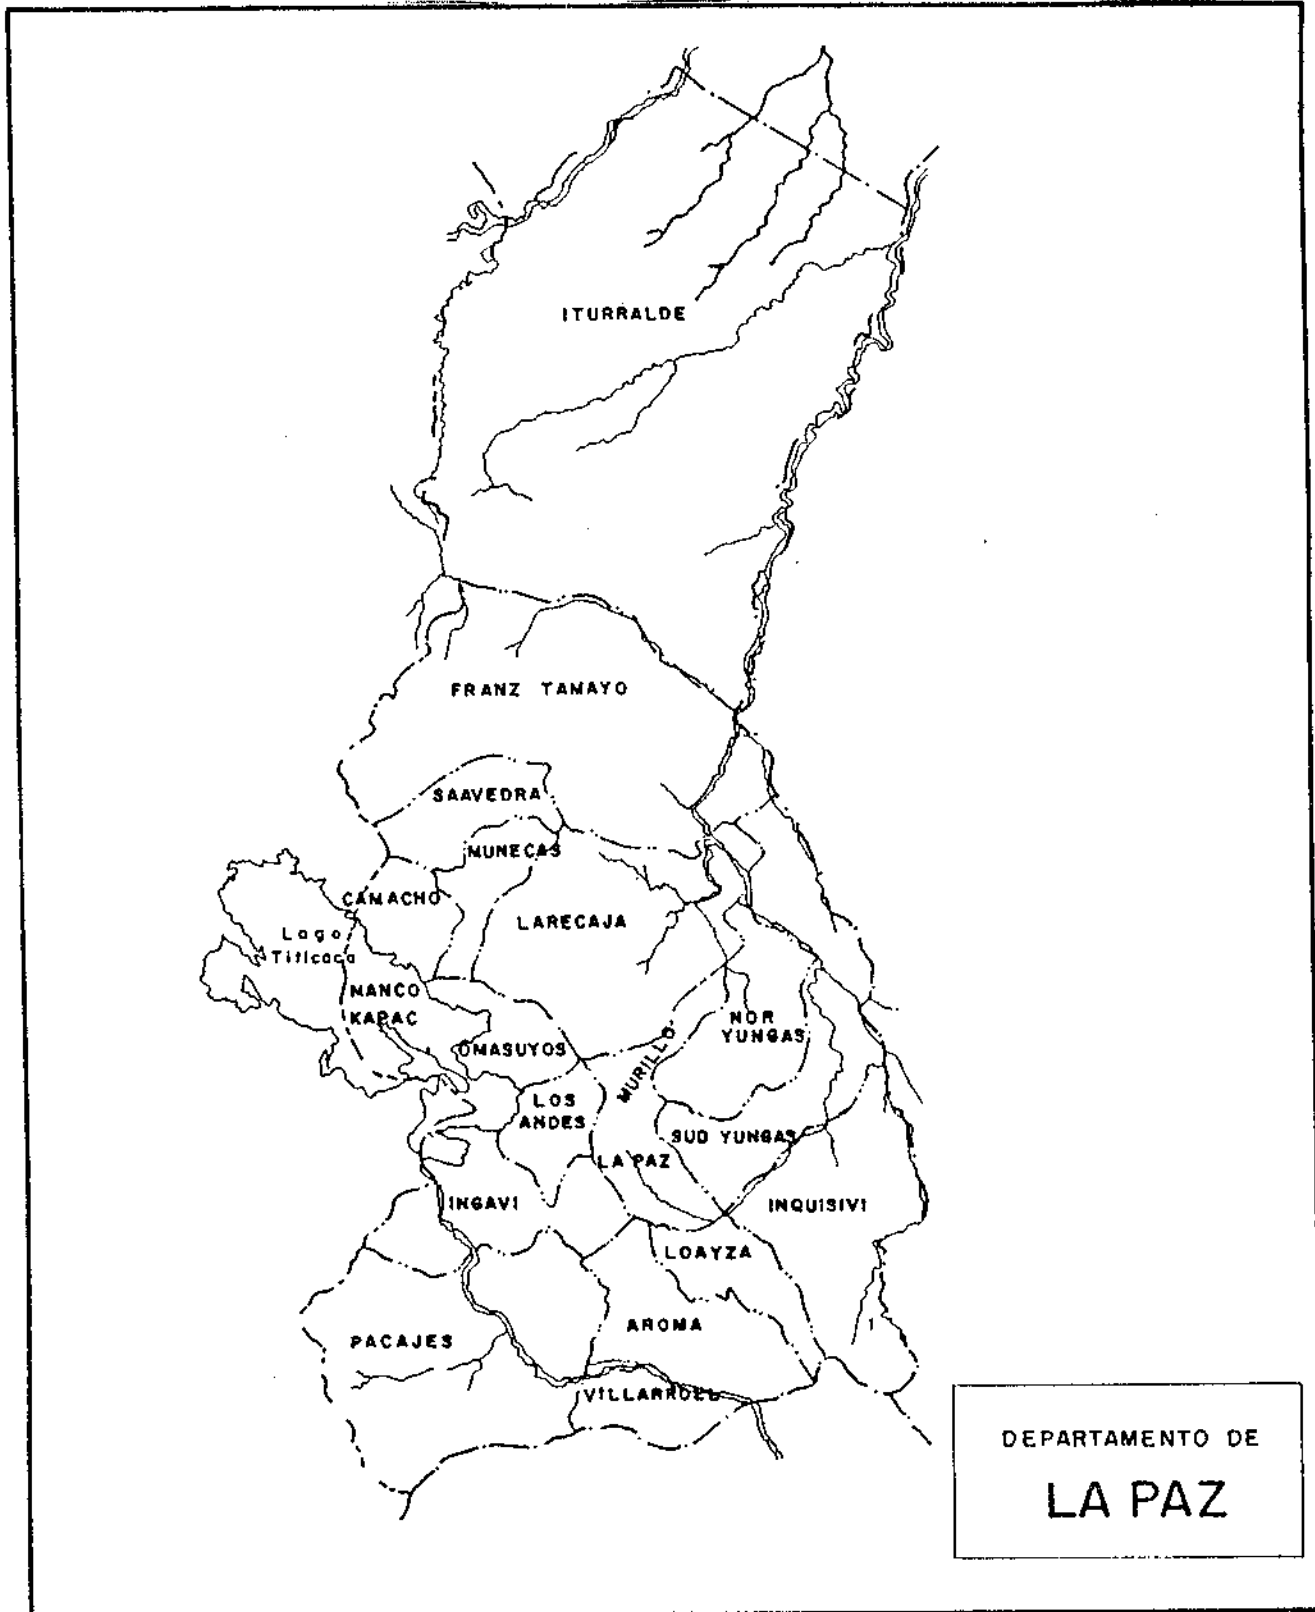 ITURRALDE
FRANZ TAMAYO
SAAVEDRA
MUNECAS
CAMACHO
LARECAJA
Lago
Titicaca
MANCO
KAPAC
OMASUYOS
NOR
YUNGAS
MURILLO
LOS
ANDES
SUD YUNGAS
LA PAZ
INGAVI
INQUISIVI
LOAYZA
AROMA
PACAJES
VILLARROEL
DEPARTAMENTO DE
LA PAZ